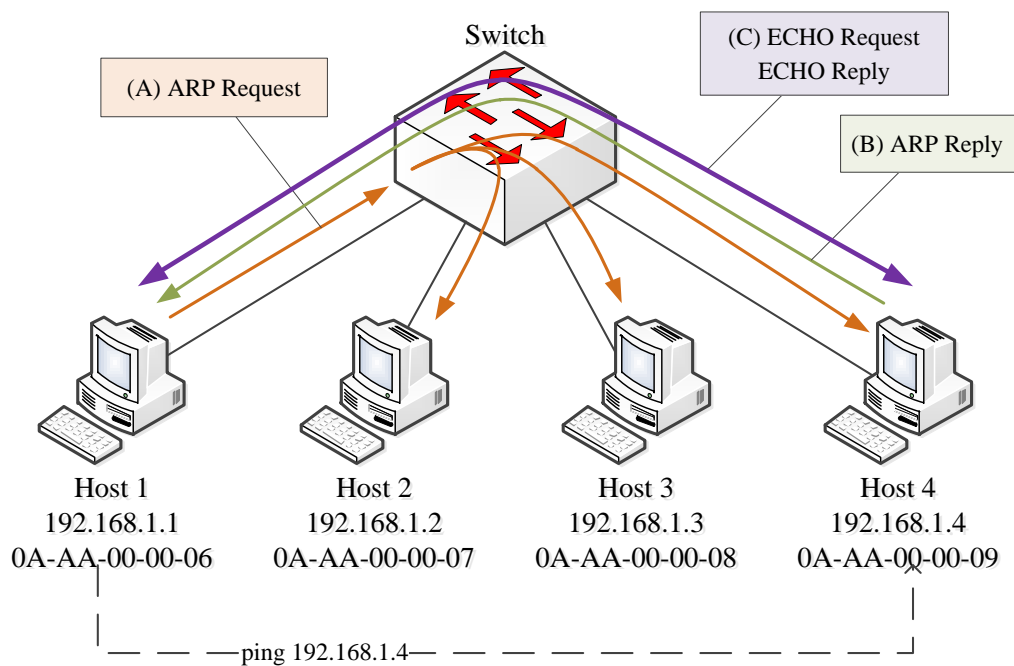 Switch
(A) ARP Request
(C) ECHO Request
ECHO Reply
(B) ARP Reply
Host 1
192.168.1.1
0A-AA-00-00-06
Host 2
192.168.1.2
0A-AA-00-00-07
Host 3
192.168.1.3
0A-AA-00-00-08
Host 4
192.168.1.4
0A-AA-00-00-09
ping 192.168.1.4